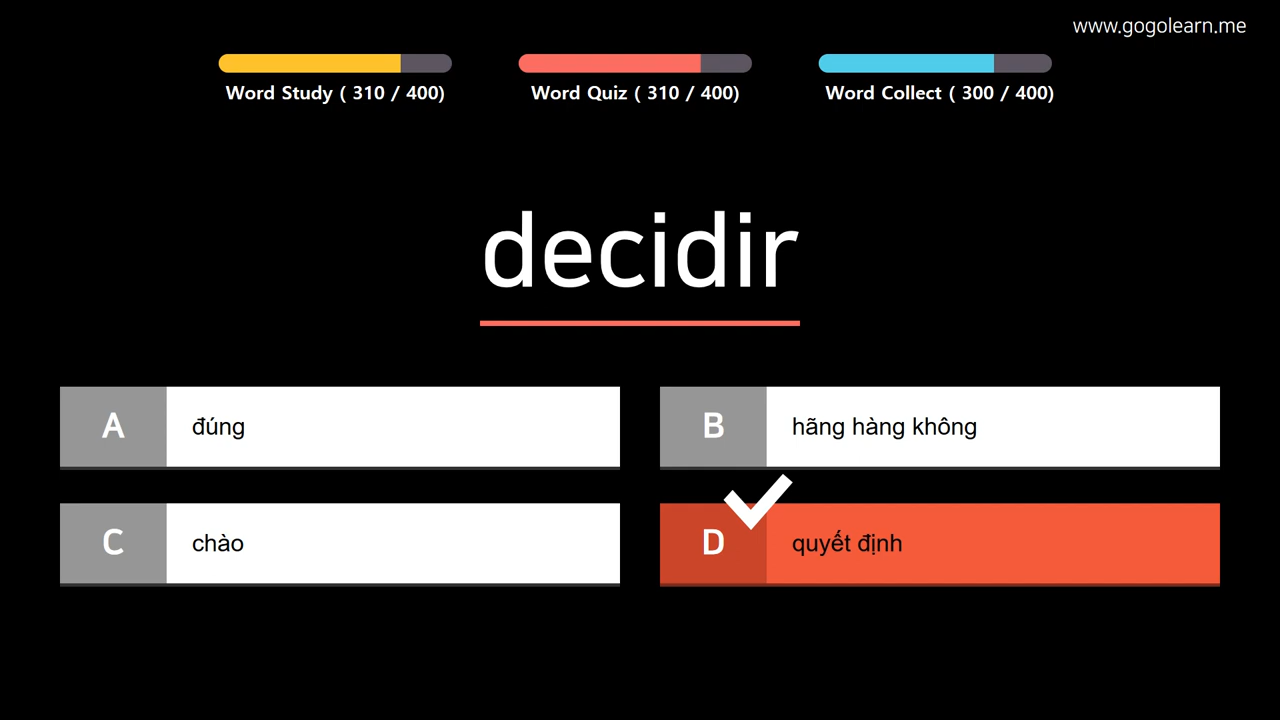 www.gogolearn.me
Word Study ( 310 / 400)
Word Quiz ( 310 / 400)
Word Collect ( 300 / 400)
decidir
A đúng
B hãng hàng không
C chào
D quyết định